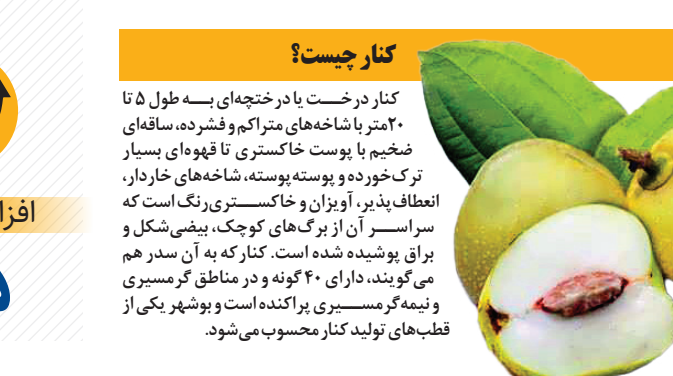 کنار چیست؟
کنار درخت یا درختچه‌ای به طول ۵ تا
۲۰متر با شاخه‌های متراکم و فشرده، ساقه‌ای
ضخیم با پوست خاکستری تا قهوه‌ای بسیار
ترک‌خورده و پوسته‌پوسته، شاخه‌های خاردار،
انعطاف‌پذیر، آویزان و خاکستری‌رنگ است که
سراسر آن از برگ‌های کوچک، بیضی‌شکل و
براق پوشیده شده است. کنار که به آن سدر هم
می‌گویند، دارای ۴۰ گونه و در مناطق گرمسیری
و نیمه‌گرمسیری پراکنده است و بوشهر یکی از
قطب‌های تولید کنار محسوب می‌شود.
افزا